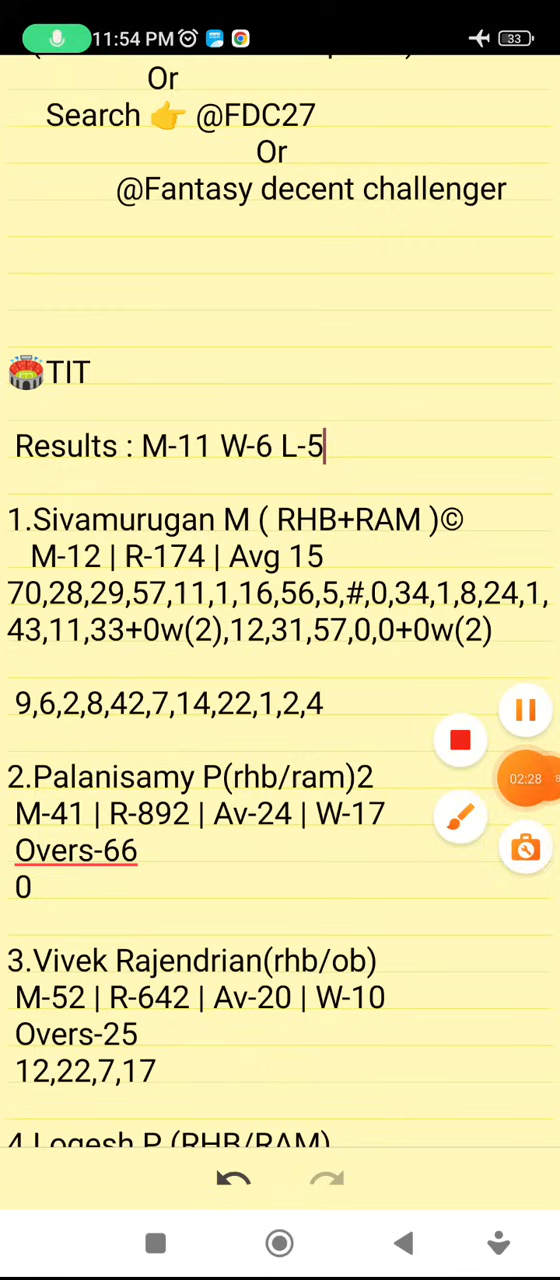 11:54 PM 33
Or
Search 👉 @FDC27
Or
@Fantasy decent challenger
🏟️TIT
Results : M-11 W-6 L-5
1.Sivamurugan M ( RHB+RAM )©
M-12 | R-174 | Avg 15
70,28,29,57,11,1,16,56,5,#,0,34,1,8,24,1,
43,11,33+0w(2),12,31,57,0,0+0w(2)
9,6,2,8,42,7,14,22,1,2,4
2.Palanisamy P(rhb/ram)2
M-41 | R-892 | Av-24 | W-17
Overs-66
0
02:28
3.Vivek Rajendrian(rhb/ob)
M-52 | R-642 | Av-20 | W-10
Overs-25
12,22,7,17
4.Logesh P (RHB/RAM)